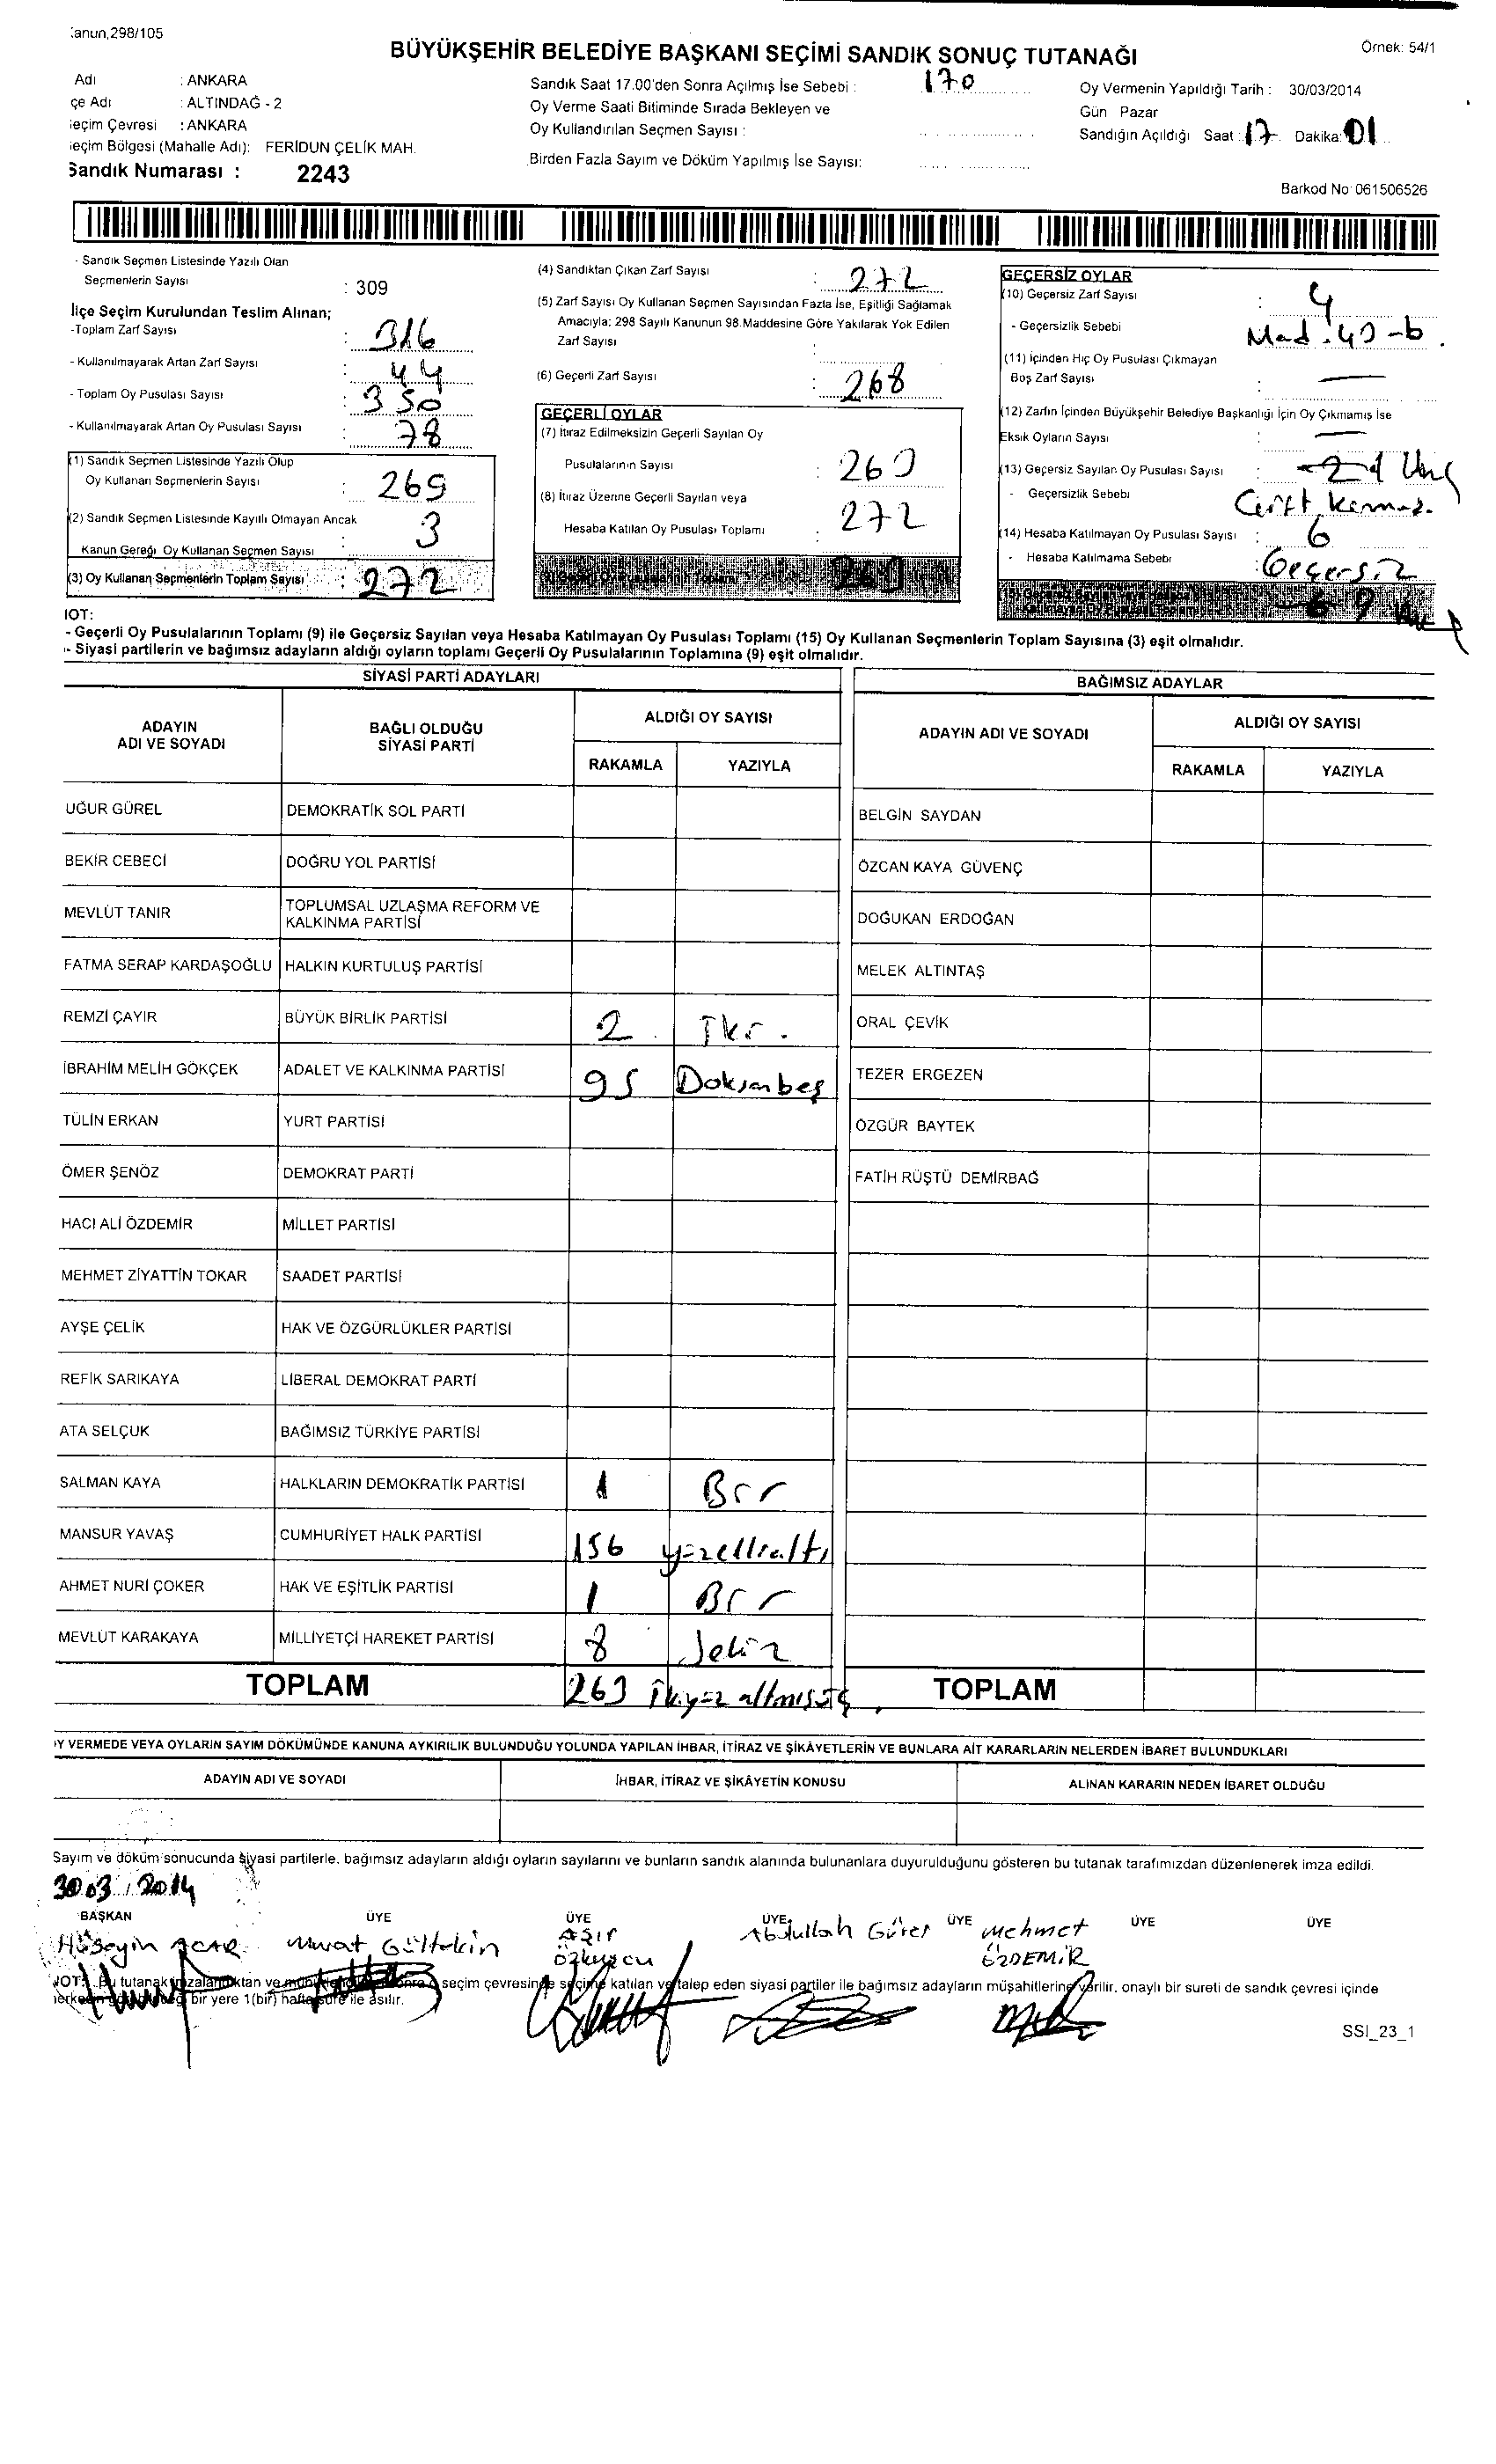 anun,298/105
BÜYÜKŞEHİR BELEDİYE BAŞKANI SEÇİMİ SANDIK SONUÇ TUTANAĞI
Örnek: 54/1
Adı : ANKARA
çe Adı : ALTINDAĞ - 2
eçim Çevresi : ANKARA
eçim Bölgesi (Mahalle Adı): FERİDUN ÇELİK MAH.
Sandık Numarası : 2243
Sandık Saat 17.00'den Sonra Açılmış İse Sebebi : 170
Oy Verme Saati Bitiminde Sırada Bekleyen ve
Oy Kullandırılan Seçmen Sayısı :
Birden Fazla Sayım ve Döküm Yapılmış İse Sayısı:
Oy Vermenin Yapıldığı Tarih : 30/03/2014
Gün Pazar
Sandığın Açıldığı Saat : 17 Dakika: 01
Barkod No: 061506526
- Sandık Seçmen Listesinde Yazılı Olan
Seçmenlerin Sayısı : 309
İlçe Seçim Kurulundan Teslim Alınan;
-Toplam Zarf Sayısı : 316
- Kullanılmayarak Artan Zarf Sayısı : 44
- Toplam Oy Pusulası Sayısı : 350
- Kullanılmayarak Artan Oy Pusulası Sayısı : 78
(1) Sandık Seçmen Listesinde Yazılı Olup
Oy Kullanan Seçmenlerin Sayısı : 269
(2) Sandık Seçmen Listesinde Kayıtlı Olmayan Ancak
Kanun Gereği Oy Kullanan Seçmen Sayısı : 3
(3) Oy Kullanan Seçmenlerin Toplam Sayısı : 272
(4) Sandıktan Çıkan Zarf Sayısı : 272
(5) Zarf Sayısı Oy Kullanan Seçmen Sayısından Fazla İse, Eşitliği Sağlamak
Amacıyla: 298 Sayılı Kanunun 98.Maddesine Göre Yakılarak Yok Edilen
Zarf Sayısı :
(6) Geçerli Zarf Sayısı : 268
GEÇERLİ OYLAR
(7) İtiraz Edilmeksizin Geçerli Sayılan Oy
Pusulalarının Sayısı : 263
(8) İtiraz Üzerine Geçerli Sayılan veya
Hesaba Katılan Oy Pusulası Toplamı : 272
263
GEÇERSİZ OYLAR
(10) Geçersiz Zarf Sayısı : 4
- Geçersizlik Sebebi Mad. 43-b.
(11) İçinden Hiç Oy Pusulası Çıkmayan
Boş Zarf Sayısı : —
(12) Zarfın İçinden Büyükşehir Belediye Başkanlığı İçin Oy Çıkmamış İse
Eksik Oyların Sayısı : —
(13) Geçersiz Sayılan Oy Pusulası Sayısı :
- Geçersizlik Sebebi
(14) Hesaba Katılmayan Oy Pusulası Sayısı : 6
- Hesaba Katılmama Sebebi : Geçersiz
6 9
NOT:
- Geçerli Oy Pusulalarının Toplamı (9) ile Geçersiz Sayılan veya Hesaba Katılmayan Oy Pusulası Toplamı (15) Oy Kullanan Seçmenlerin Toplam Sayısına (3) eşit olmalıdır.
- Siyasi partilerin ve bağımsız adayların aldığı oyların toplamı Geçerli Oy Pusulalarının Toplamına (9) eşit olmalıdır.
SİYASİ PARTİ ADAYLARI
BAĞIMSIZ ADAYLAR
ADAYIN ADI VE SOYADI
BAĞLI OLDUĞU SİYASİ PARTİ
ALDIĞI OY SAYISI
RAKAMLA YAZIYLA
ADAYIN ADI VE SOYADI
ALDIĞI OY SAYISI
RAKAMLA YAZIYLA
UĞUR GÜREL DEMOKRATİK SOL PARTİ BELGİN SAYDAN
BEKİR CEBECİ DOĞRU YOL PARTİSİ ÖZCAN KAYA GÜVENÇ
MEVLÜT TANIR TOPLUMSAL UZLAŞMA REFORM VE KALKINMA PARTİSİ DOĞUKAN ERDOĞAN
FATMA SERAP KARDAŞOĞLU HALKIN KURTULUŞ PARTİSİ MELEK ALTINTAŞ
REMZİ ÇAYIR BÜYÜK BİRLİK PARTİSİ 2 İki. ORAL ÇEVİK
İBRAHİM MELİH GÖKÇEK ADALET VE KALKINMA PARTİSİ 95 Doksanbeş TEZER ERGEZEN
TÜLİN ERKAN YURT PARTİSİ ÖZGÜR BAYTEK
ÖMER ŞENÖZ DEMOKRAT PARTİ FATİH RÜŞTÜ DEMİRBAĞ
HACI ALİ ÖZDEMİR MİLLET PARTİSİ
MEHMET ZİYATTİN TOKAR SAADET PARTİSİ
AYŞE ÇELİK HAK VE ÖZGÜRLÜKLER PARTİSİ
REFİK SARIKAYA LİBERAL DEMOKRAT PARTİ
ATA SELÇUK BAĞIMSIZ TÜRKİYE PARTİSİ
SALMAN KAYA HALKLARIN DEMOKRATİK PARTİSİ 1 Bir
MANSUR YAVAŞ CUMHURİYET HALK PARTİSİ 156 yüzellialtı
AHMET NURİ ÇOKER HAK VE EŞİTLİK PARTİSİ 1 Bir
MEVLÜT KARAKAYA MİLLİYETÇİ HAREKET PARTİSİ 8 Sekiz
TOPLAM 263 İkiyüz altmışüç. TOPLAM
Y VERMEDE VEYA OYLARIN SAYIM DÖKÜMÜNDE KANUNA AYKIRILIK BULUNDUĞU YOLUNDA YAPILAN İHBAR, İTİRAZ VE ŞİKÂYETLERİN VE BUNLARA AİT KARARLARIN NELERDEN İBARET BULUNDUKLARI
ADAYIN ADI VE SOYADI İHBAR, İTİRAZ VE ŞİKÂYETİN KONUSU ALINAN KARARIN NEDEN İBARET OLDUĞU
Sayım ve döküm sonucunda siyasi partilerle, bağımsız adayların aldığı oyların sayılarını ve bunların sandık alanında bulunanlara duyurulduğunu gösteren bu tutanak tarafımızdan düzenlenerek imza edildi.
30.03.2014
BAŞKAN ÜYE ÜYE ÜYE ÜYE ÜYE ÜYE
Hüseyin ACAR Murat Gültekin AŞIR Özkuşcu Abdullah Gürer Mehmet ÖZDEMİR
NOT: Bu tutanak imzalandıktan ve seçim çevresinde seçime katılan ve talep eden siyasi partiler ile bağımsız adayların müşahitlerine verilir, onaylı bir sureti de sandık çevresi içinde
bir yere 1(bir) hafta süre ile asılır.
SSI_23_1